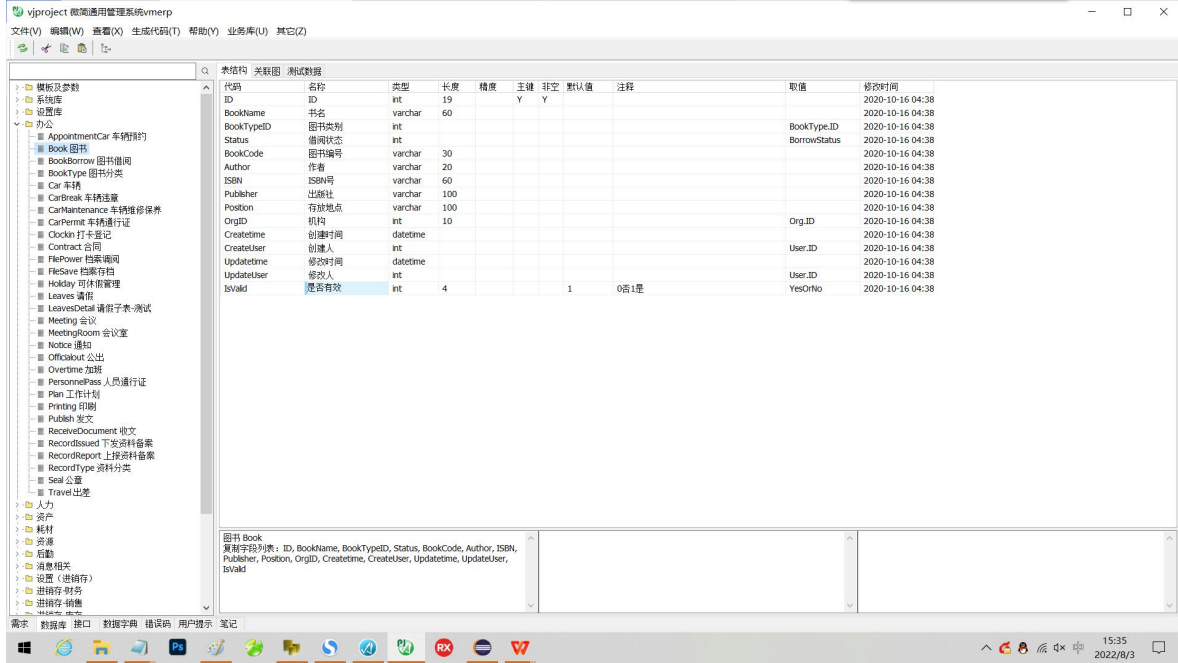 vjproject 微简通用管理系统vmerp
文件(V) 编辑(W) 查看(X) 生成代码(T) 帮助(Y) 业务库(U) 其它(Z)
表结构 关联图 测试数据
模板及参数
系统库
设置库
办公
AppointmentCar 车辆预约
Book 图书
BookBorrow 图书借阅
BookType 图书分类
Car 车辆
CarBreak 车辆违章
CarMaintenance 车辆维修保养
CarPermit 车辆通行证
Clockin 打卡登记
Contract 合同
FilePower 档案调阅
FileSave 档案存档
Holiday 可休假管理
Leaves 请假
LeavesDetail 请假子表-测试
Meeting 会议
MeetingRoom 会议室
Notice 通知
Officialout 公出
Overtime 加班
PersonnelPass 人员通行证
Plan 工作计划
Printing 印刷
Publish 发文
ReceiveDocument 收文
RecordIssued 下发资料备案
RecordReport 上报资料备案
RecordType 资料分类
Seal 公章
Travel 出差
人力
资产
耗材
资源
后勤
消息相关
设置（进销存）
进销存-财务
进销存-销售
代码 名称 类型 长度 精度 主键 非空 默认值 注释 取值 修改时间
ID ID int 19 Y Y 2020-10-16 04:38
BookName 书名 varchar 60 2020-10-16 04:38
BookTypeID 图书类别 int BookType.ID 2020-10-16 04:38
Status 借阅状态 int BorrowStatus 2020-10-16 04:38
BookCode 图书编号 varchar 30 2020-10-16 04:38
Author 作者 varchar 20 2020-10-16 04:38
ISBN ISBN号 varchar 60 2020-10-16 04:38
Publisher 出版社 varchar 100 2020-10-16 04:38
Position 存放地点 varchar 100 2020-10-16 04:38
OrgID 机构 int 10 Org.ID 2020-10-16 04:38
Createtime 创建时间 datetime 2020-10-16 04:38
CreateUser 创建人 int User.ID 2020-10-16 04:38
Updatetime 修改时间 datetime 2020-10-16 04:38
UpdateUser 修改人 int User.ID 2020-10-16 04:38
IsValid 是否有效 int 4 1 0否1是 YesOrNo 2020-10-16 04:38
图书 Book
复制字段列表：ID, BookName, BookTypeID, Status, BookCode, Author, ISBN,
Publisher, Position, OrgID, Createtime, CreateUser, Updatetime, UpdateUser,
IsValid
需求 数据库 接口 数据字典 错误码 用户提示 笔记
Ps
RX
中
15:35
2022/8/3